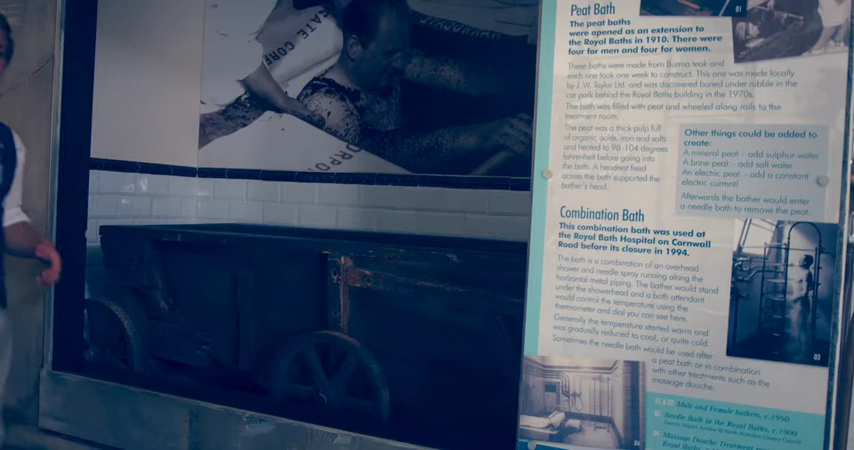 ATE CORP
CORPO
01
Peat Bath
The peat baths
were opened as an extension to
the Royal Baths in 1910. There were
four for men and four for women.
These baths were made from Burma teak and
each one took one week to construct. This one was made locally
by J. W. Taylor Ltd. and was discovered buried under rubble in the
car park behind the Royal Baths building in the 1970s.
The bath was filled with peat and wheeled along rails to the
treatment room.
The peat was a thick pulp full
of organic acids, iron and salts
and heated to 98-104 degrees
fahrenheit before going into
the bath. A headrest fixed
across the bath supported the
bather's head.
Other things could be added to
create:
A mineral peat - add sulphur water
A brine peat - add salt water
An electric peat - add a constant
electric current!
Afterwards the bather would enter
a needle bath to remove the peat.
Combination Bath
This combination bath was used at
the Royal Bath Hospital on Cornwall
Road before its closure in 1994.
The bath is a combination of an overhead
shower and needle spray running along the
horizontal metal piping. The bather would stand
under the showerhead and a bath attendant
would control the temperature using the
thermometer and dial you can see here.
Generally the temperature started warm and
was gradually reduced to cool, or quite cold.
Sometimes the needle bath would be used after
a peat bath or in combination
with other treatments such as the
massage douche.
03
04
Male and Female bathers, c.1950
Needle Bath in the Royal Baths, c.1900
Massage Douche Treatment
Royal Baths,